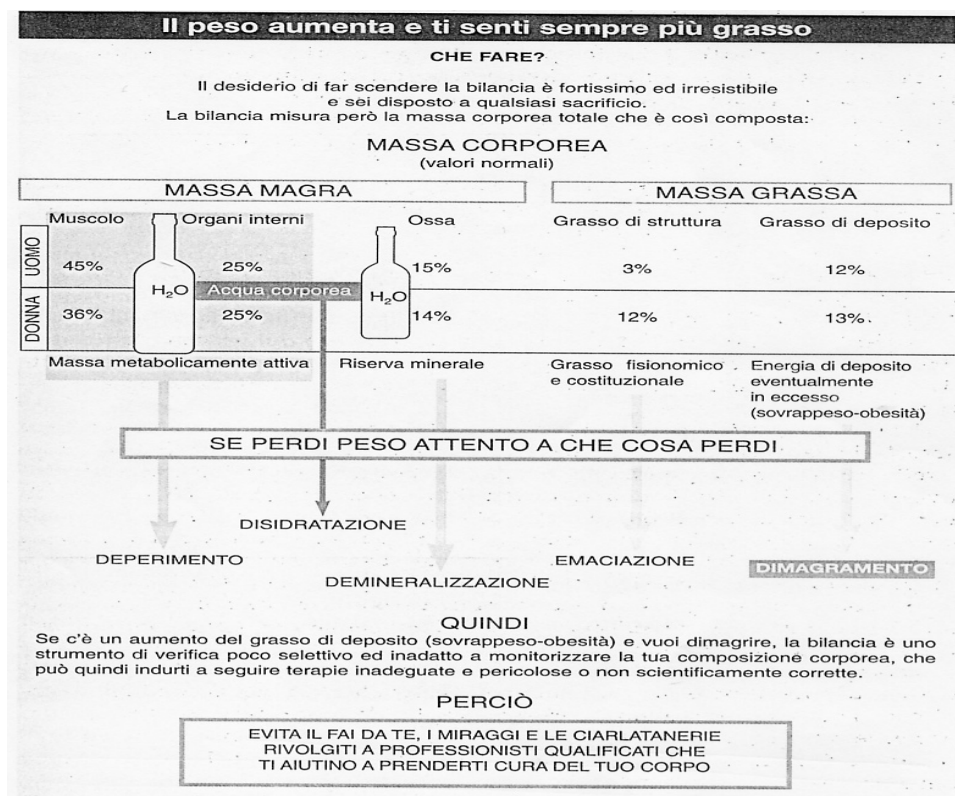 Il peso aumenta e ti senti sempre più grasso
CHE FARE?
Il desiderio di far scendere la bilancia è fortissimo ed irresistibile
e sei disposto a qualsiasi sacrificio.
La bilancia misura però la massa corporea totale che è così composta:
MASSA CORPOREA
(valori normali)
MASSA MAGRA MASSA GRASSA
Muscolo Organi interni Ossa Grasso di struttura Grasso di deposito
UOMO 45% 25% 15% 3% 12%
H₂O Acqua corporea H₂O
DONNA 36% 25% 14% 12% 13%
Massa metabolicamente attiva Riserva minerale Grasso fisionomico Energia di deposito
e costituzionale eventualmente
in eccesso
(sovrappeso-obesità)
SE PERDI PESO ATTENTO A CHE COSA PERDI
DISIDRATAZIONE
DEPERIMENTO EMACIAZIONE DIMAGRAMENTO
DEMINERALIZZAZIONE
QUINDI
Se c'è un aumento del grasso di deposito (sovrappeso-obesità) e vuoi dimagrire, la bilancia è uno
strumento di verifica poco selettivo ed inadatto a monitorizzare la tua composizione corporea, che
può quindi indurti a seguire terapie inadeguate e pericolose o non scientificamente corrette.
PERCIÒ
EVITA IL FAI DA TE, I MIRAGGI E LE CIARLATANERIE
RIVOLGITI A PROFESSIONISTI QUALIFICATI CHE
TI AIUTINO A PRENDERTI CURA DEL TUO CORPO